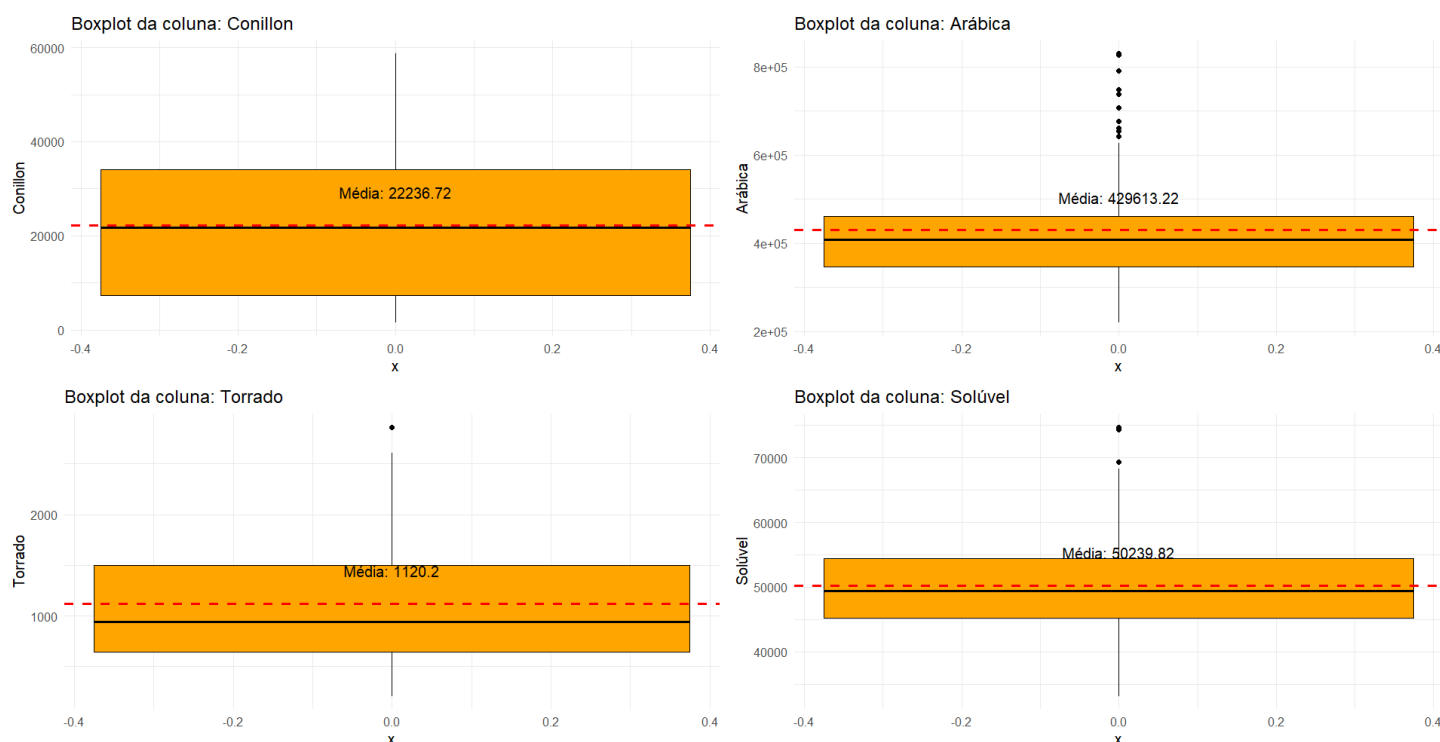 Boxplot da coluna: Conillon
60000
40000
20000
0
Conillon
Média: 22236.72
-0.4
-0.2
0.0
0.2
0.4
x
Boxplot da coluna: Arábica
8e+05
6e+05
4e+05
2e+05
Arábica
Média: 429613.22
-0.4
-0.2
0.0
0.2
0.4
x
Boxplot da coluna: Torrado
2000
1000
Torrado
Média: 1120.2
-0.4
-0.2
0.0
0.2
0.4
x
Boxplot da coluna: Solúvel
70000
60000
50000
40000
Solúvel
Média: 50239.82
-0.4
-0.2
0.0
0.2
0.4
x